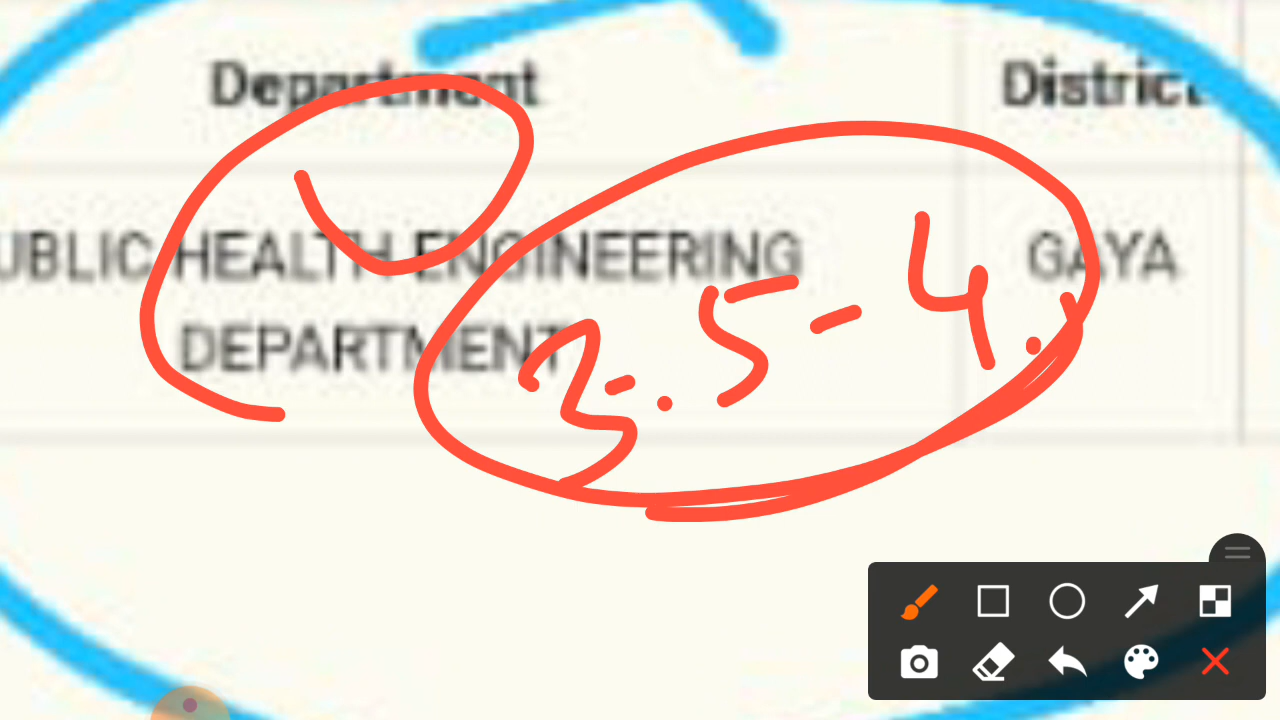 Department District
UBLIC HEALTH ENGINEERING GAYA
DEPARTMENT
3.5-4.